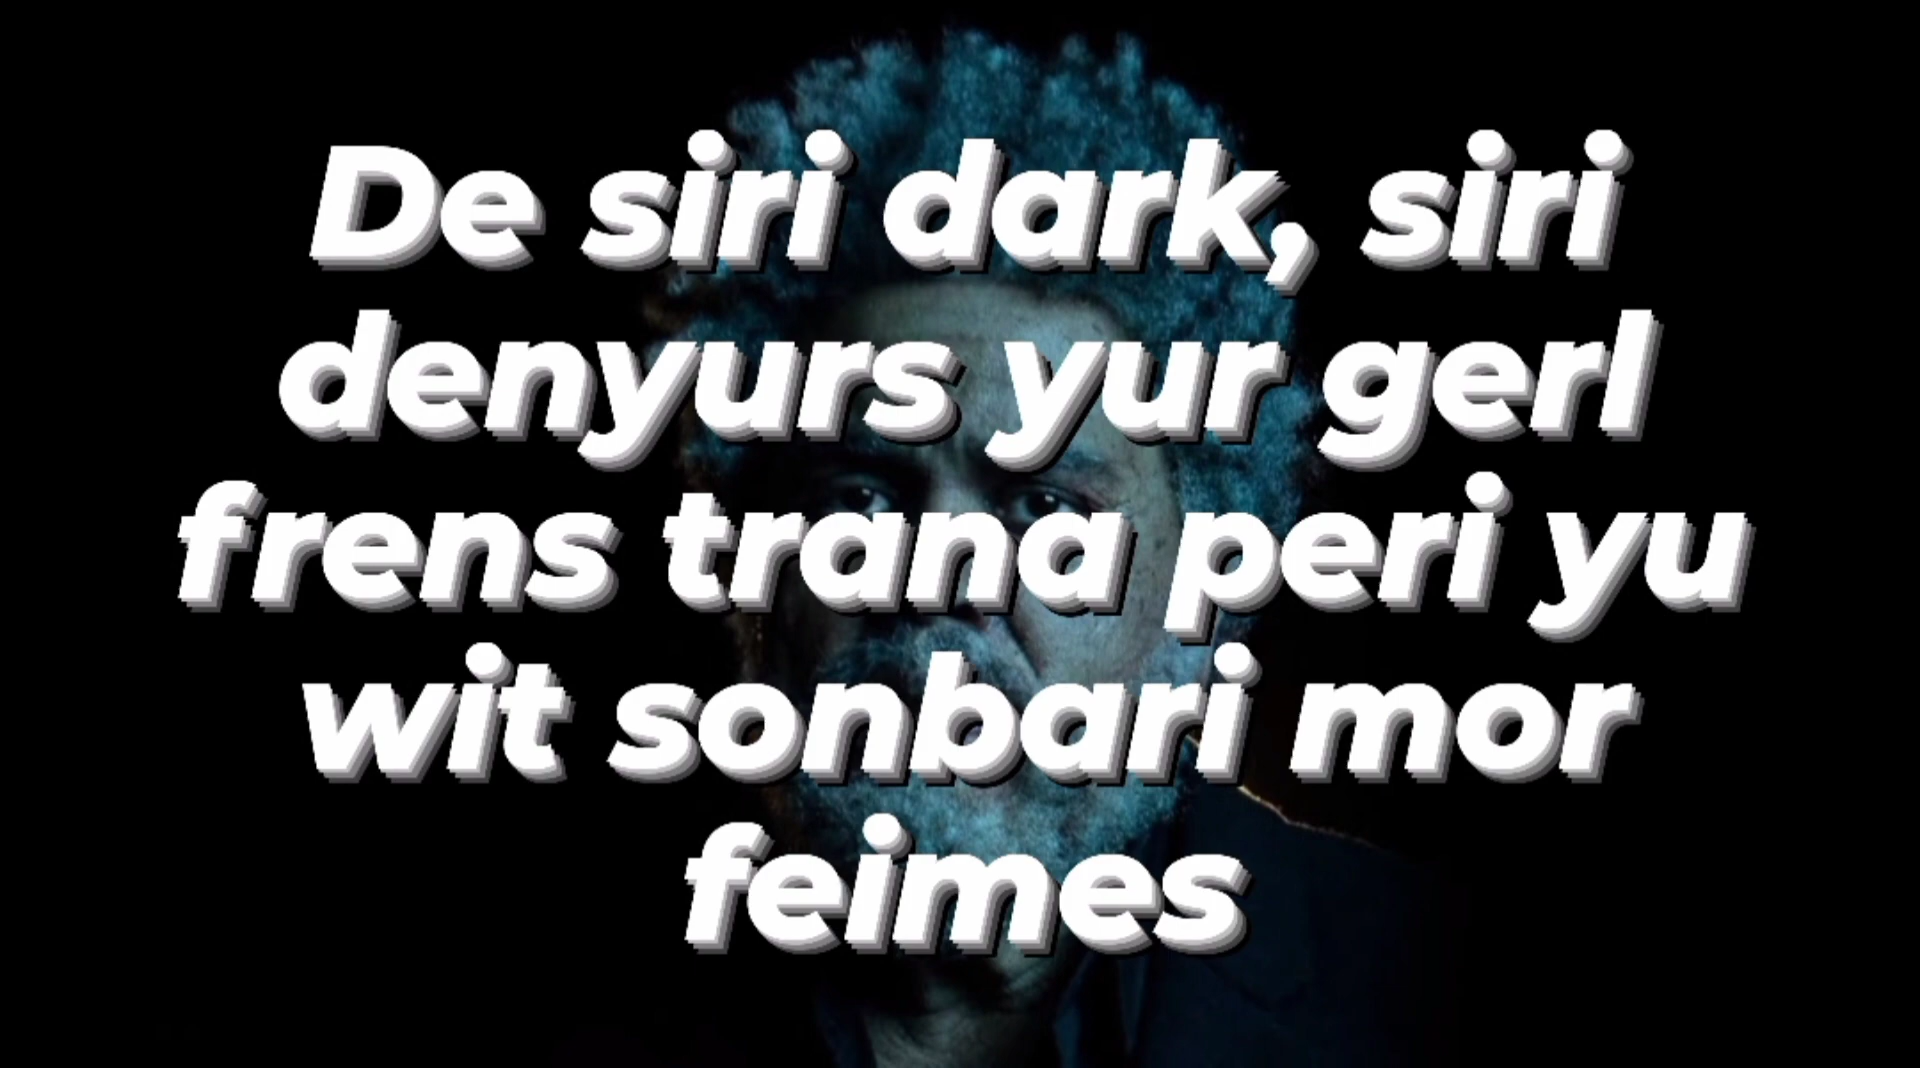 De siri dark, siri
denyurs yur gerl
frens trana peri yu
wit sonbari mor
feimes